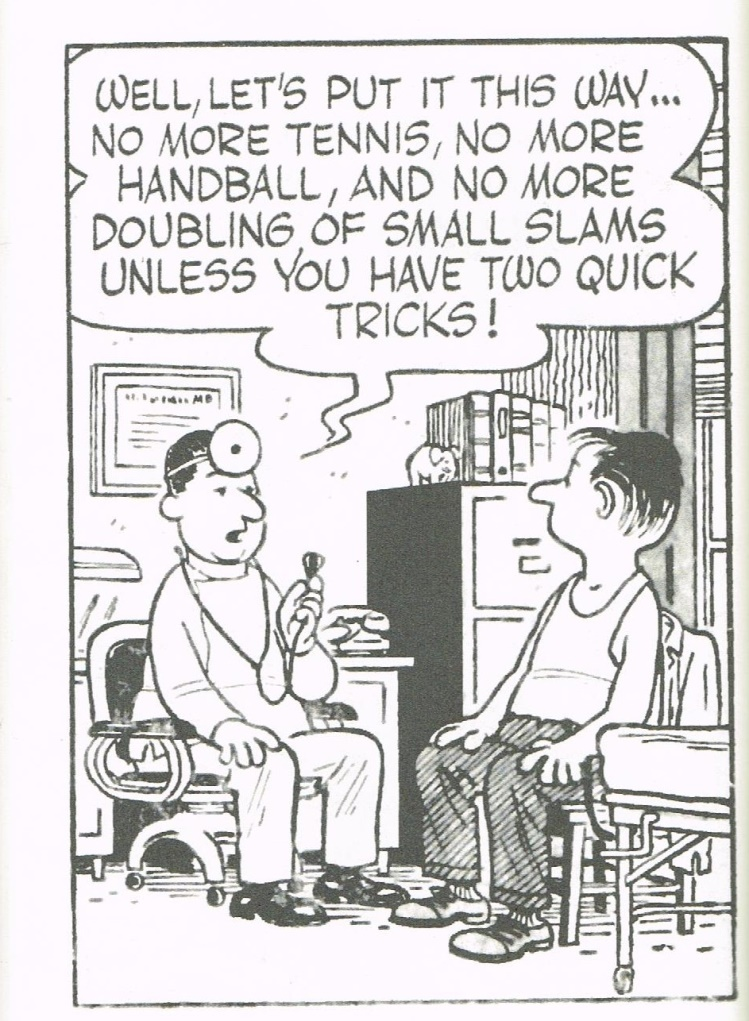 WELL, LET'S PUT IT THIS WAY...
NO MORE TENNIS, NO MORE
HANDBALL, AND NO MORE
DOUBLING OF SMALL SLAMS
UNLESS YOU HAVE TWO QUICK
TRICKS!
MD